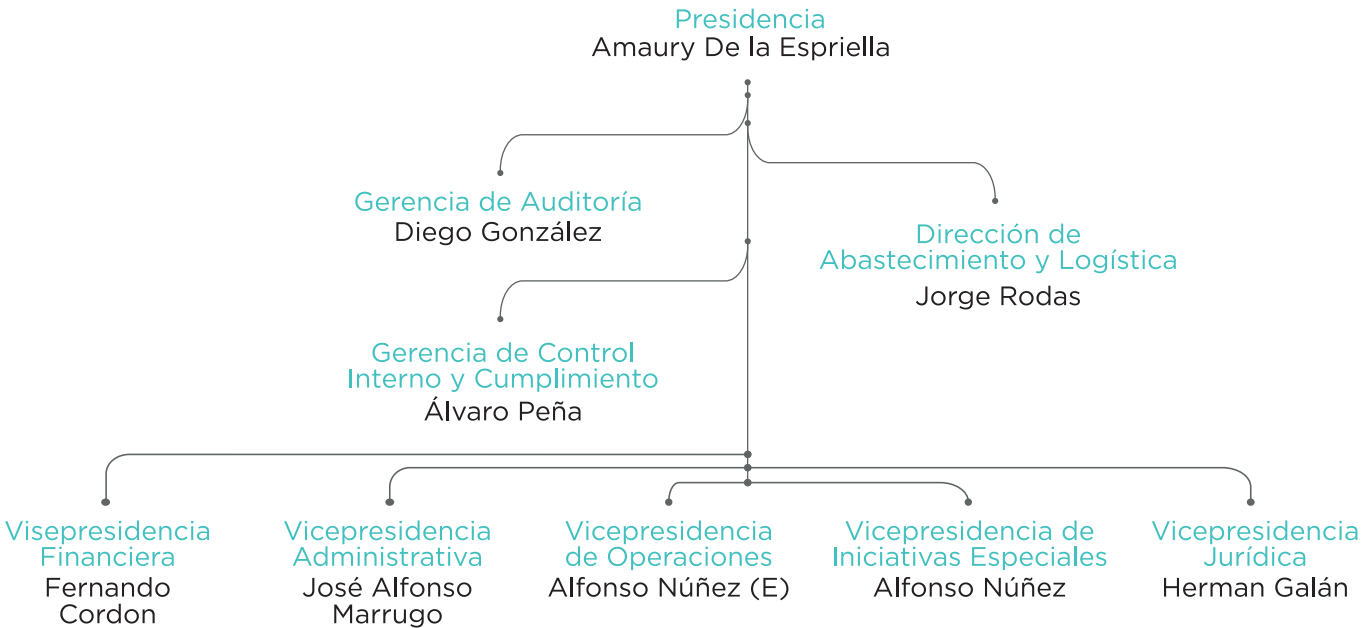 Presidencia
Amaury De la Espriella
Gerencia de Auditoría
Diego González
Dirección de
Abastecimiento y Logística
Jorge Rodas
Gerencia de Control
Interno y Cumplimiento
Álvaro Peña
Visepresidencia
Financiera
Fernando
Cordon
Vicepresidencia
Administrativa
José Alfonso
Marrugo
Vicepresidencia
de Operaciones
Alfonso Núñez (E)
Vicepresidencia de
Iniciativas Especiales
Alfonso Núñez
Vicepresidencia
Jurídica
Herman Galán